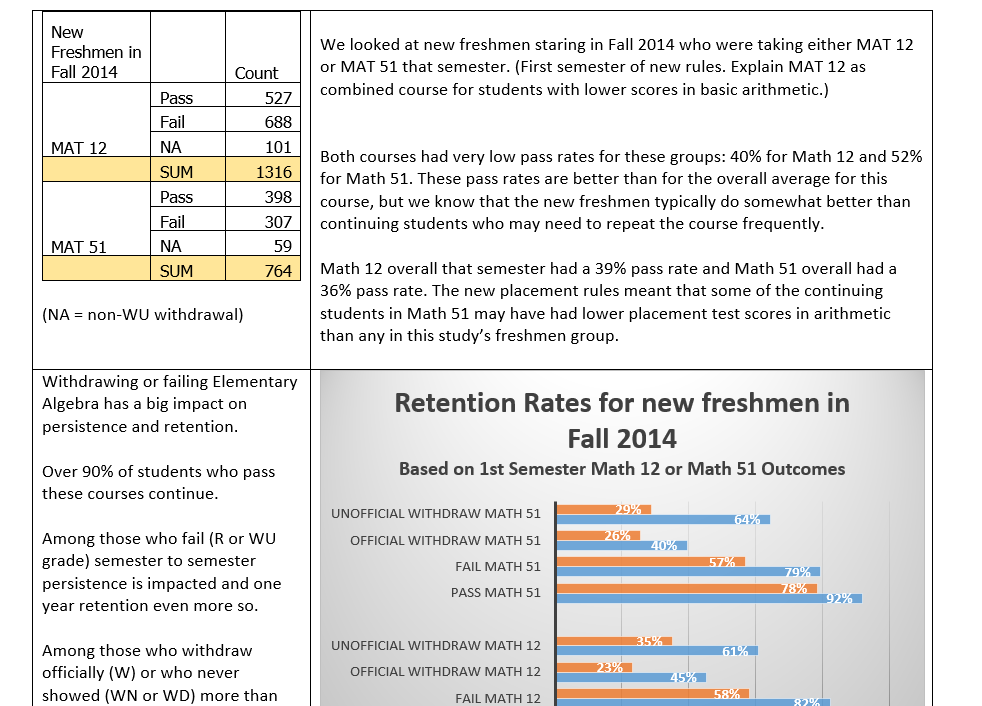 New
Freshmen in
Fall 2014
Count
Pass 527
Fail 688
MAT 12 NA 101
SUM 1316
Pass 398
Fail 307
MAT 51 NA 59
SUM 764
(NA = non-WU withdrawal)
We looked at new freshmen staring in Fall 2014 who were taking either MAT 12
or MAT 51 that semester. (First semester of new rules. Explain MAT 12 as
combined course for students with lower scores in basic arithmetic.)
Both courses had very low pass rates for these groups: 40% for Math 12 and 52%
for Math 51. These pass rates are better than for the overall average for this
course, but we know that the new freshmen typically do somewhat better than
continuing students who may need to repeat the course frequently.
Math 12 overall that semester had a 39% pass rate and Math 51 overall had a
36% pass rate. The new placement rules meant that some of the continuing
students in Math 51 may have had lower placement test scores in arithmetic
than any in this study's freshmen group.
Withdrawing or failing Elementary
Algebra has a big impact on
persistence and retention.
Over 90% of students who pass
these courses continue.
Among those who fail (R or WU
grade) semester to semester
persistence is impacted and one
year retention even more so.
Among those who withdraw
officially (W) or who never
showed (WN or WD) more than
Retention Rates for new freshmen in
Fall 2014
Based on 1st Semester Math 12 or Math 51 Outcomes
UNOFFICIAL WITHDRAW MATH 51 29% 64%
OFFICIAL WITHDRAW MATH 51 26% 40%
FAIL MATH 51 57% 79%
PASS MATH 51 78% 92%
UNOFFICIAL WITHDRAW MATH 12 35% 61%
OFFICIAL WITHDRAW MATH 12 23% 45%
FAIL MATH 12 58% 82%